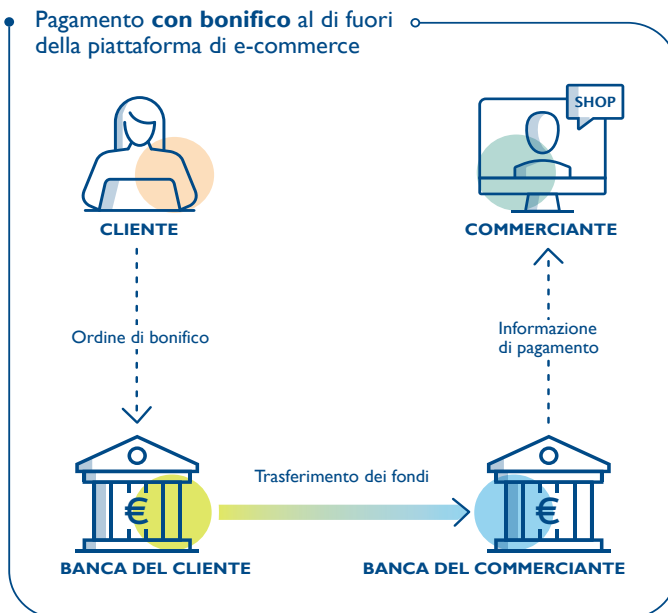 Pagamento con bonifico al di fuori
della piattaforma di e-commerce
SHOP
CLIENTE
COMMERCIANTE
Ordine di bonifico
Informazione
di pagamento
Trasferimento dei fondi
€
€
BANCA DEL CLIENTE
BANCA DEL COMMERCIANTE